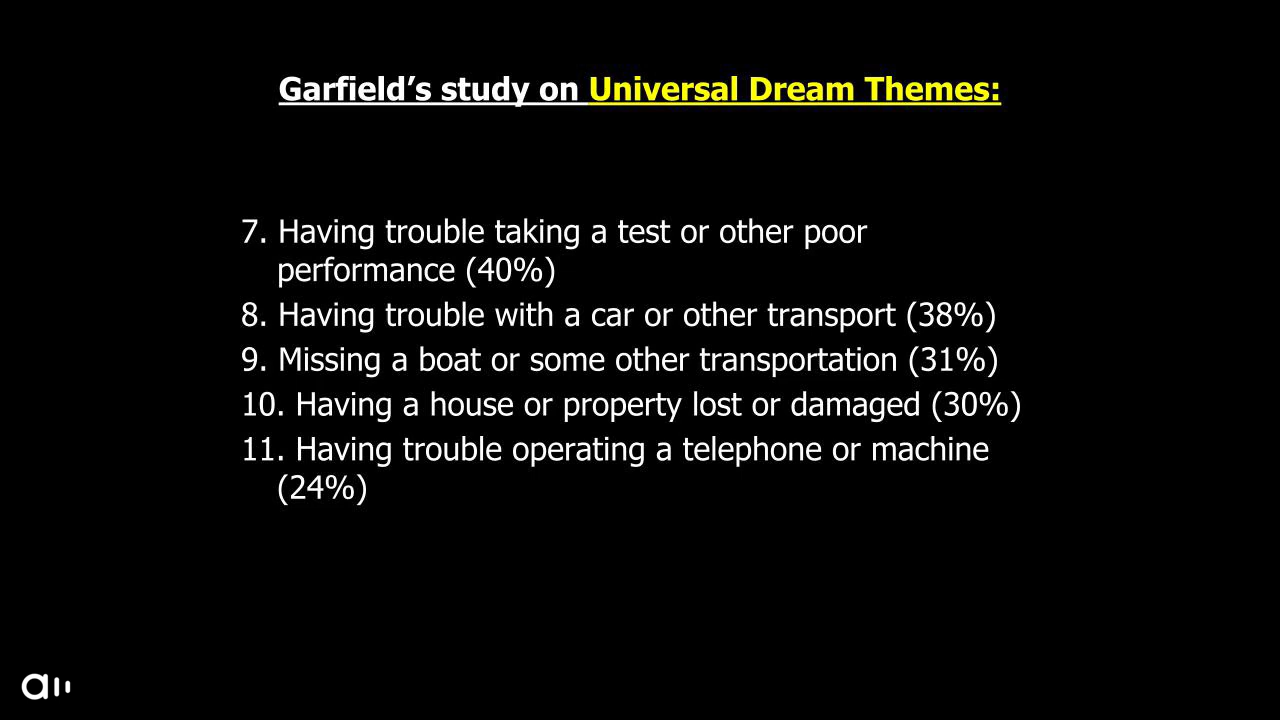 Garfield’s study on Universal Dream Themes:
7. Having trouble taking a test or other poor
performance (40%)
8. Having trouble with a car or other transport (38%)
9. Missing a boat or some other transportation (31%)
10. Having a house or property lost or damaged (30%)
11. Having trouble operating a telephone or machine
(24%)